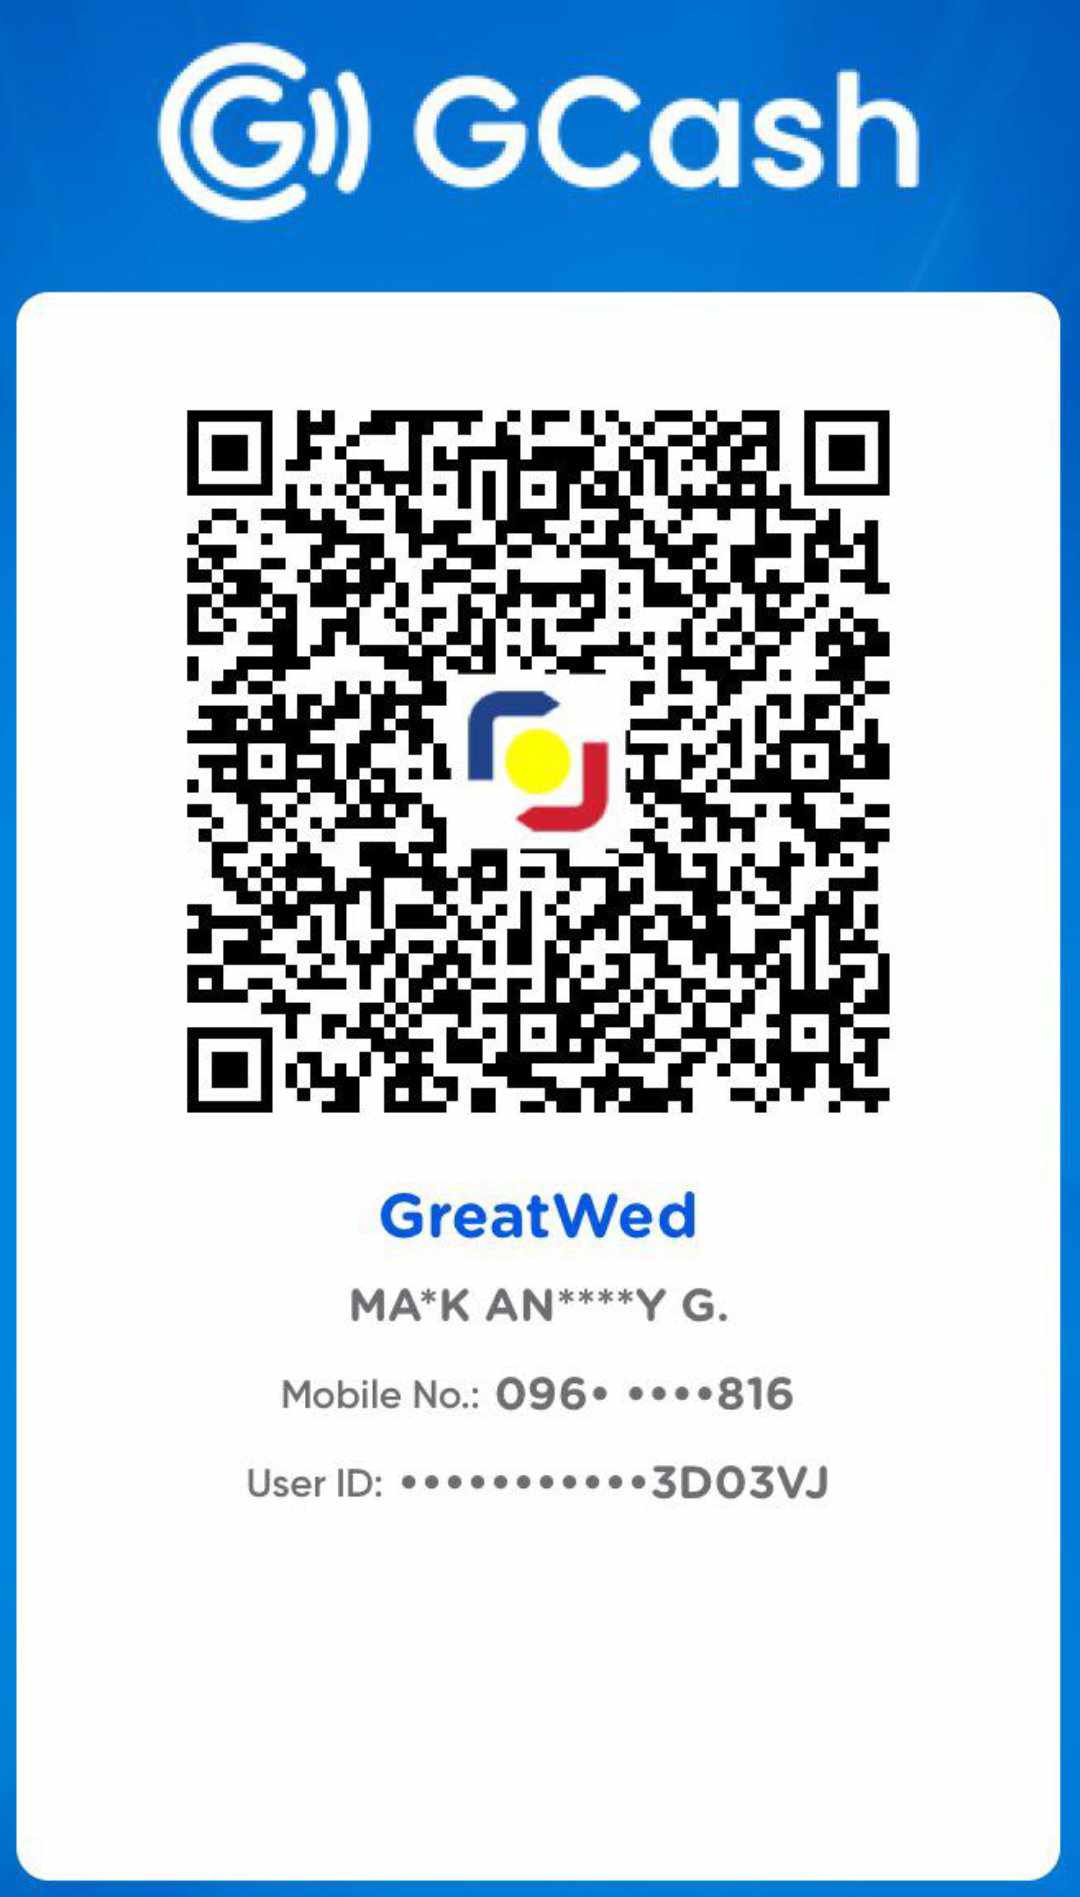 GCash
GreatWed
MA*K AN****Y G.
Mobile No.: 096• ••••816
User ID: •••••••••••3D03VJ